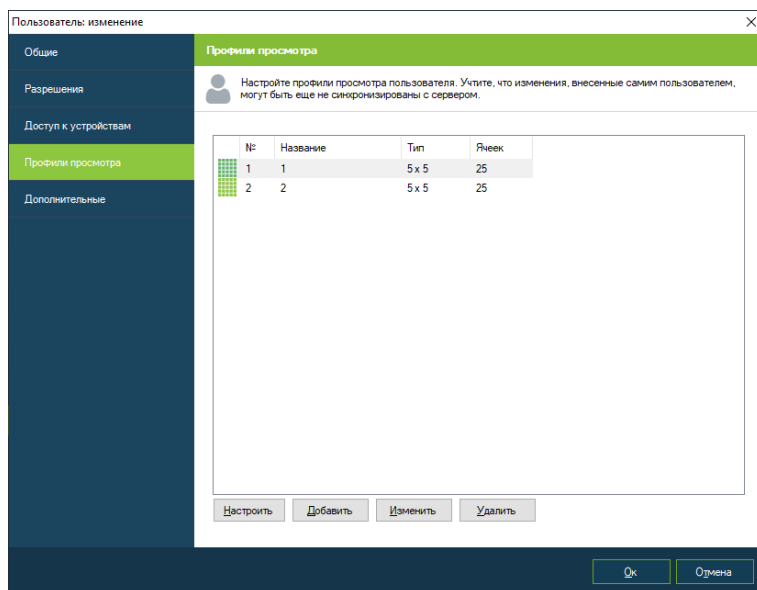 Пользователь: изменение
Общие
Разрешения
Доступ к устройствам
Профили просмотра
Дополнительные
Профили просмотра
Настройте профили просмотра пользователя. Учтите, что изменения, внесенные самим пользователем,
могут быть еще не синхронизированы с сервером.
№ Название Тип Ячеек
1 1 5 x 5 25
2 2 5 x 5 25
Настроить Добавить Изменить Удалить
Ок Отмена